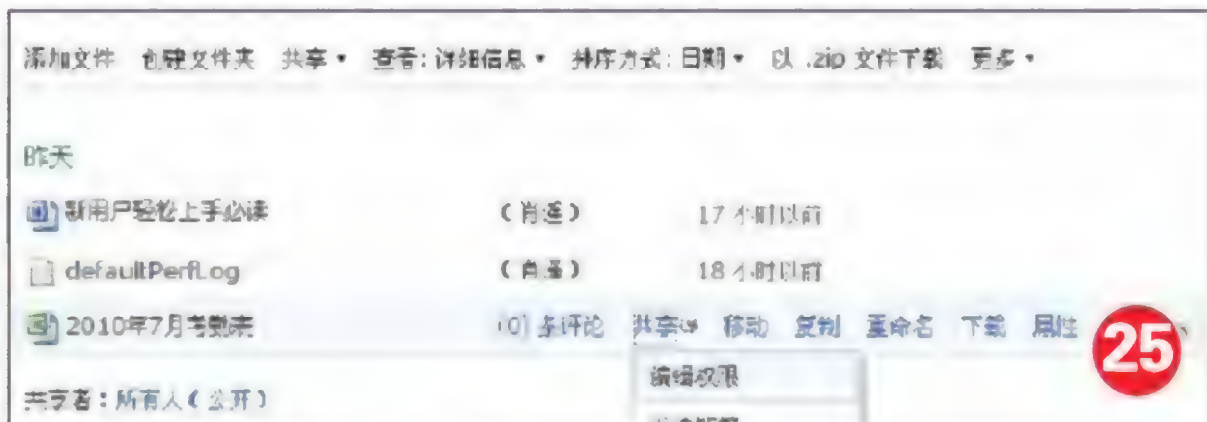 添加文件 创建文件夹 共享 查看: 详细信息 排序方式: 日期 以 .zip 文件下载 更多
昨天
新用户轻松上手必读 (肖遥) 17 小时以前
defaultPerfLog (肖遥) 18 小时以前
2010年7月考勤表 (0) 条评论 共享 移动 复制 重命名 下载 属性
25
共享者：所有人(公开)
编辑权限